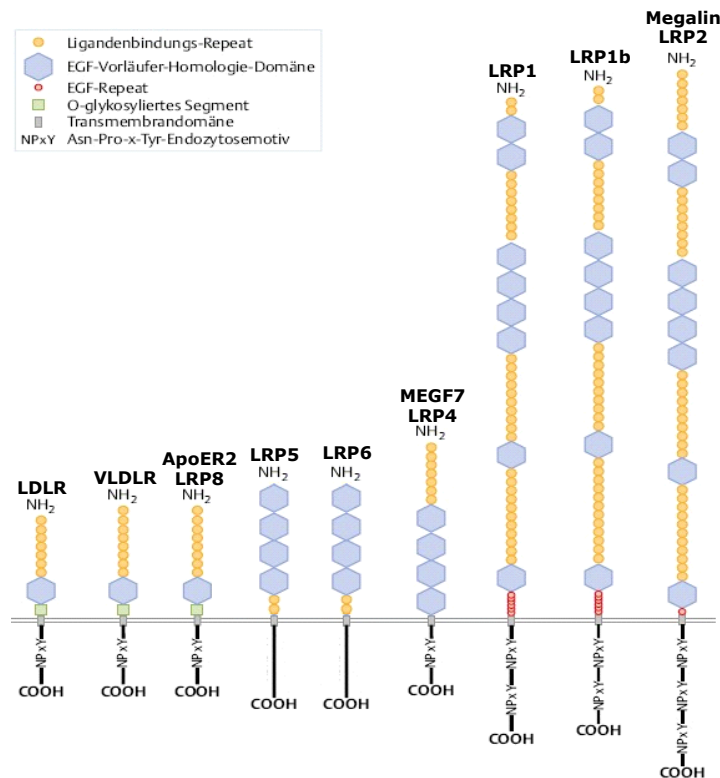 Ligandenbindungs-Repeat
EGF-Vorläufer-Homologie-Domäne
EGF-Repeat
O-glykosyliertes Segment
Transmembrandomäne
NPxY Asn-Pro-x-Tyr-Endozytosemotiv
LDLR
NH2
NPxY
COOH
VLDLR
NH2
NPxY
COOH
ApoER2
LRP8
NH2
NPxY
COOH
LRP5
NH2
COOH
LRP6
NH2
COOH
MEGF7
LRP4
NH2
NPxY
COOH
LRP1
NH2
NPxY
NPxY
COOH
LRP1b
NH2
NPxY
NPxY
COOH
Megalin
LRP2
NH2
NPxY
NPxY
NPxY
COOH